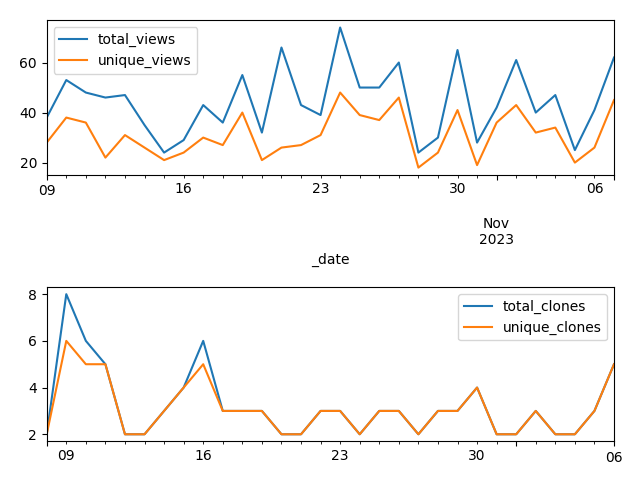 total_views
unique_views
60
40
20
09 16 23 30 06
Nov
2023
_date
total_clones
unique_clones
8
6
4
2
09 16 23 30 06